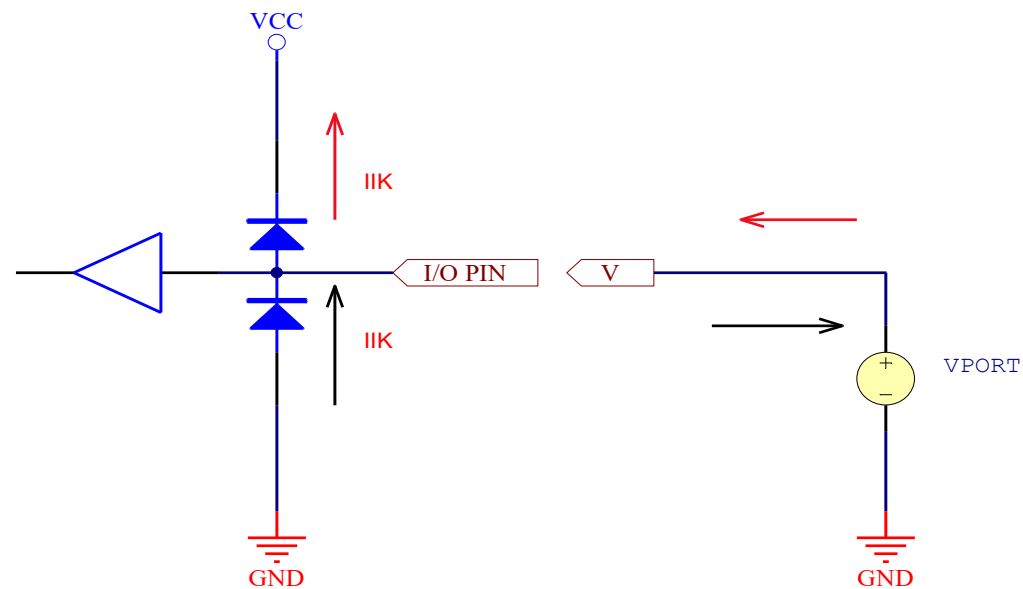 VCC
IIK
I/O PIN
V
IIK
+
VPORT
−
GND
GND